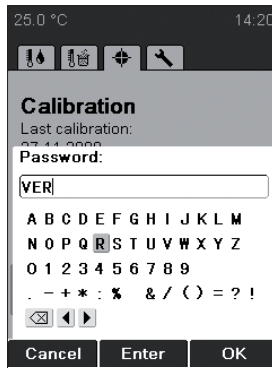 25.0 °C 14:20
Calibration
Last calibration:
Password:
VER
A B C D E F G H I J K L M
N O P Q R S T U V W X Y Z
0 1 2 3 4 5 6 7 8 9
. - + * : % & / ( ) = ? !
Cancel Enter OK